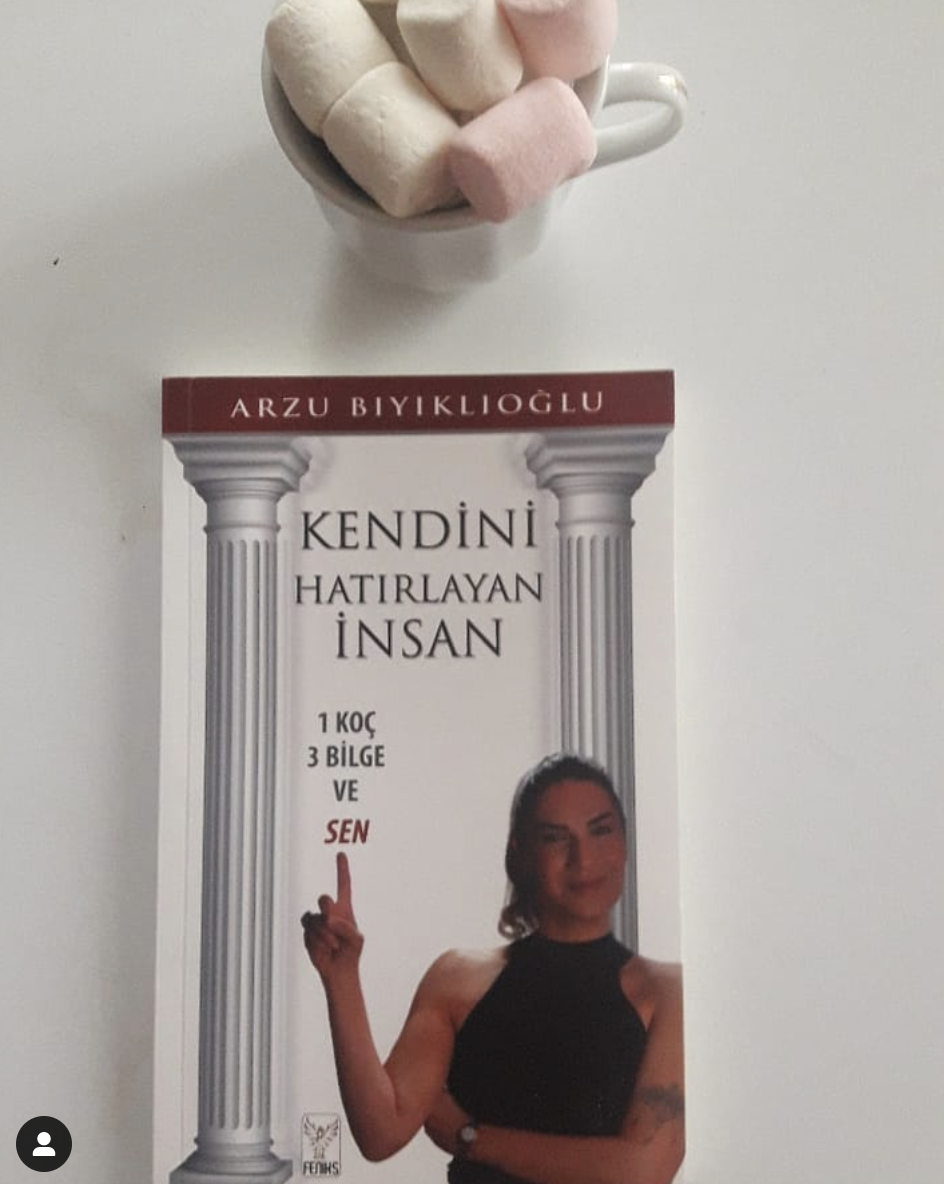 ARZU BIYIKLIOĞLU
KENDİNİ
HATIRLAYAN
İNSAN
1 KOÇ
3 BİLGE
VE
SEN
FENİKS